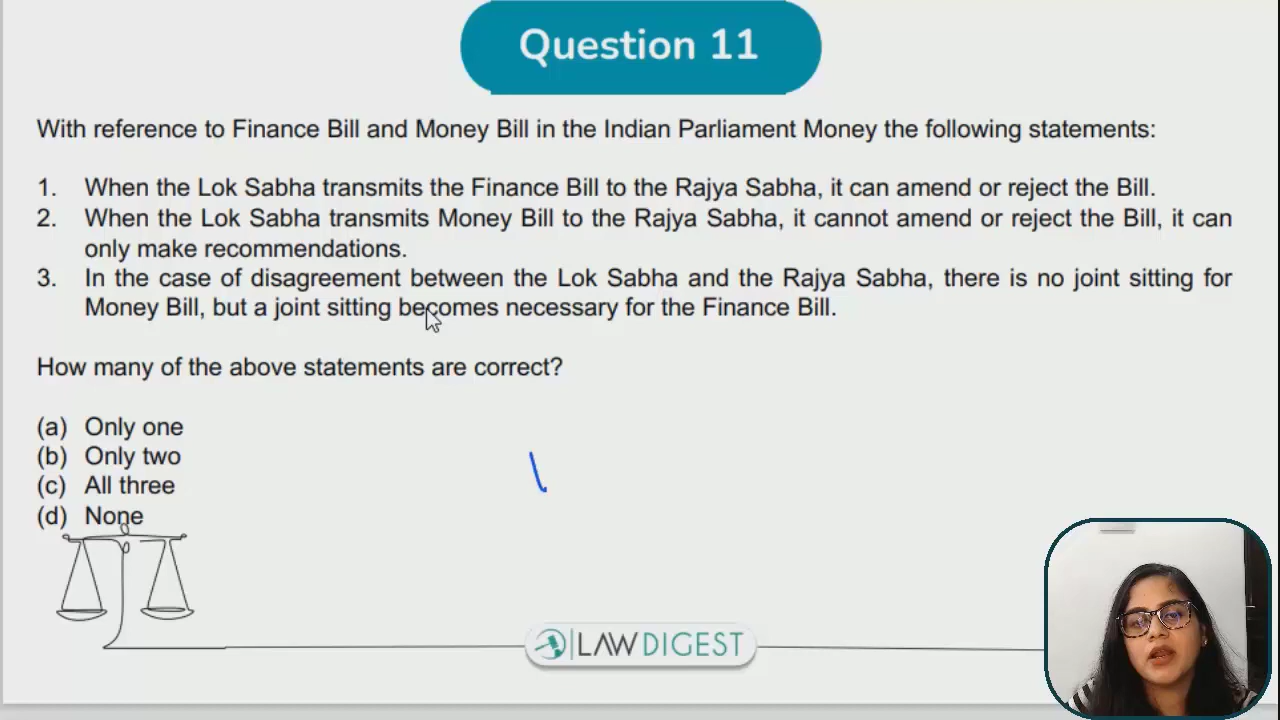 Question 11
With reference to Finance Bill and Money Bill in the Indian Parliament Money the following statements:
1. When the Lok Sabha transmits the Finance Bill to the Rajya Sabha, it can amend or reject the Bill.
2. When the Lok Sabha transmits Money Bill to the Rajya Sabha, it cannot amend or reject the Bill, it can
only make recommendations.
3. In the case of disagreement between the Lok Sabha and the Rajya Sabha, there is no joint sitting for
Money Bill, but a joint sitting becomes necessary for the Finance Bill.
How many of the above statements are correct?
(a) Only one
(b) Only two
(c) All three
(d) None
LAW DIGEST